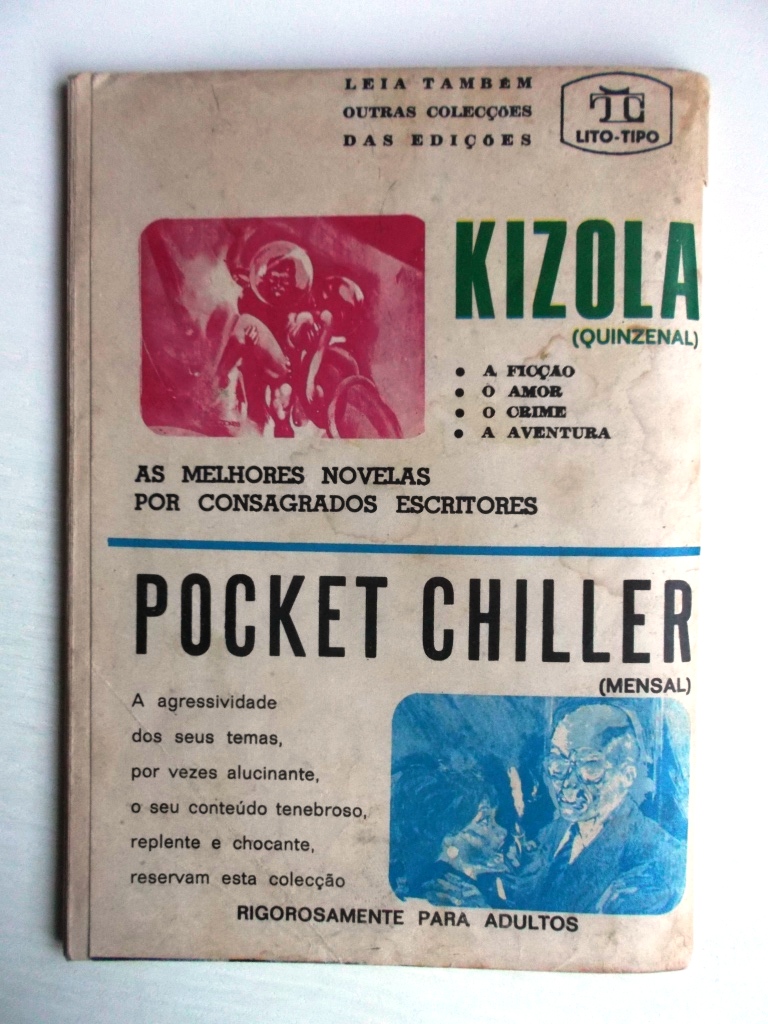 LEIA TAMBÉM
OUTRAS COLECÇÕES
DAS EDIÇÕES
TC
LITO-TIPO
KIZOLA
(QUINZENAL)
• A FICÇÃO
• O AMOR
• O CRIME
• A AVENTURA
AS MELHORES NOVELAS
POR CONSAGRADOS ESCRITORES
POCKET CHILLER
(MENSAL)
A agressividade
dos seus temas,
por vezes alucinante,
o seu conteúdo tenebroso,
replente e chocante,
reservam esta colecção
RIGOROSAMENTE PARA ADULTOS